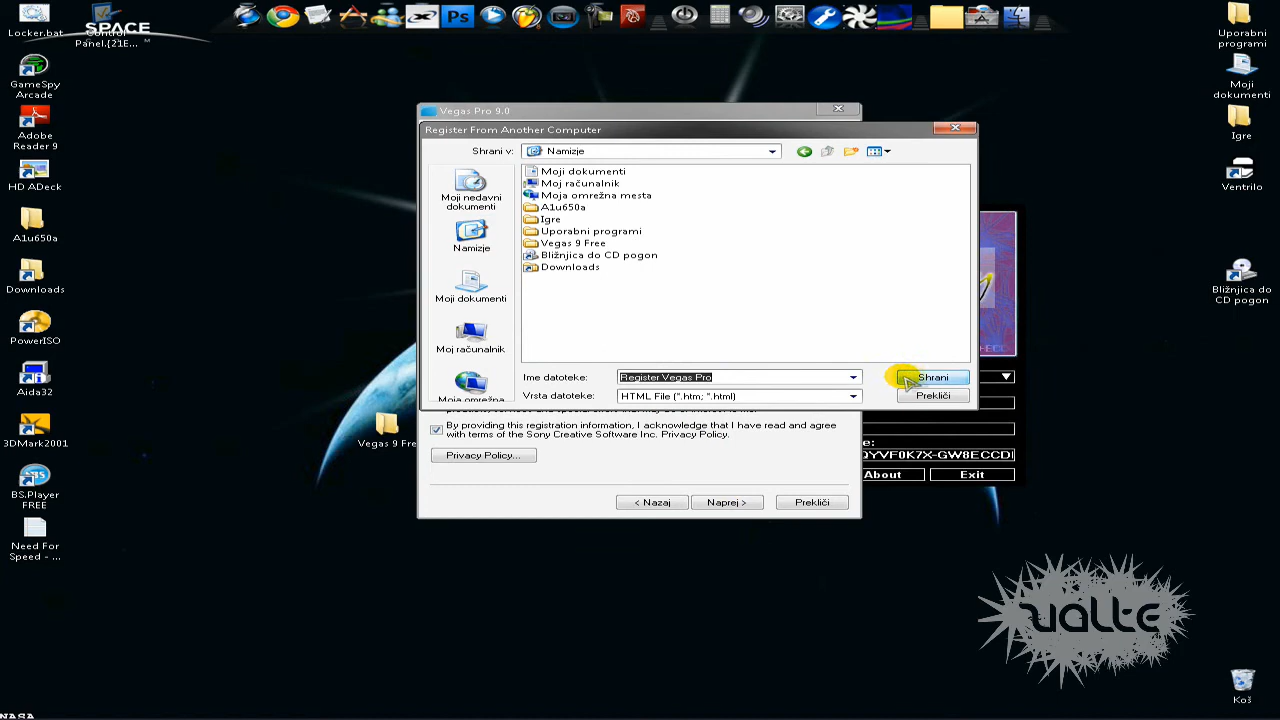 Locker.bat
Control
Panel.{21E...
SPACE
GameSpy
Arcade
Adobe
Reader 9
HD ADeck
A1u650a
Downloads
PowerISO
Aida32
3DMark2001
BS.Player
FREE
Need For
Speed - ...
NASA
Vegas 9 Free
Ps
Vegas Pro 9.0
Register From Another Computer
Shrani v:
Namizje
Moji nedavni
dokumenti
Namizje
Moji dokumenti
Moj računalnik
Moja omrežna
Moji dokumenti
Moj računalnik
Moja omrežna mesta
A1u650a
Igre
Uporabni programi
Vegas 9 Free
Bližnjica do CD pogon
Downloads
Ime datoteke:
Register Vegas Pro
Shrani
Vrsta datoteke:
HTML File (*.htm; *.html)
Prekliči
By providing this registration information, I acknowledge that I have read and agree
with terms of the Sony Creative Software Inc. Privacy Policy.
Privacy Policy...
< Nazaj
Naprej >
Prekliči
About
Exit
Uporabni
programi
Moji
dokumenti
Igre
Ventrilo
Bližnjica do
CD pogon
Koš
valte